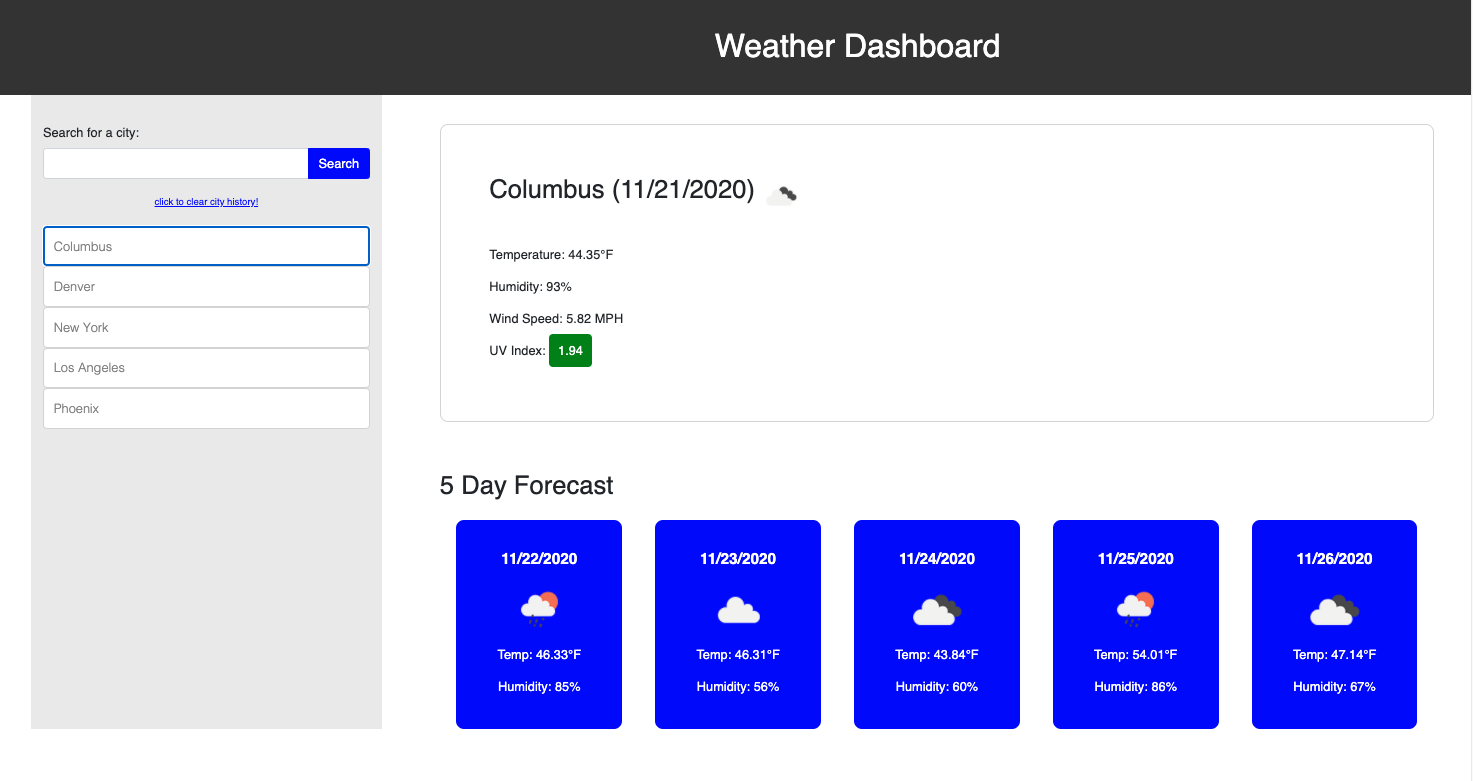 Weather Dashboard
Search for a city:
Search
click to clear city history!
Columbus
Denver
New York
Los Angeles
Phoenix
Columbus (11/21/2020)
Temperature: 44.35°F
Humidity: 93%
Wind Speed: 5.82 MPH
UV Index: 1.94
5 Day Forecast
11/22/2020
Temp: 46.33°F
Humidity: 85%
11/23/2020
Temp: 46.31°F
Humidity: 56%
11/24/2020
Temp: 43.84°F
Humidity: 60%
11/25/2020
Temp: 54.01°F
Humidity: 86%
11/26/2020
Temp: 47.14°F
Humidity: 67%